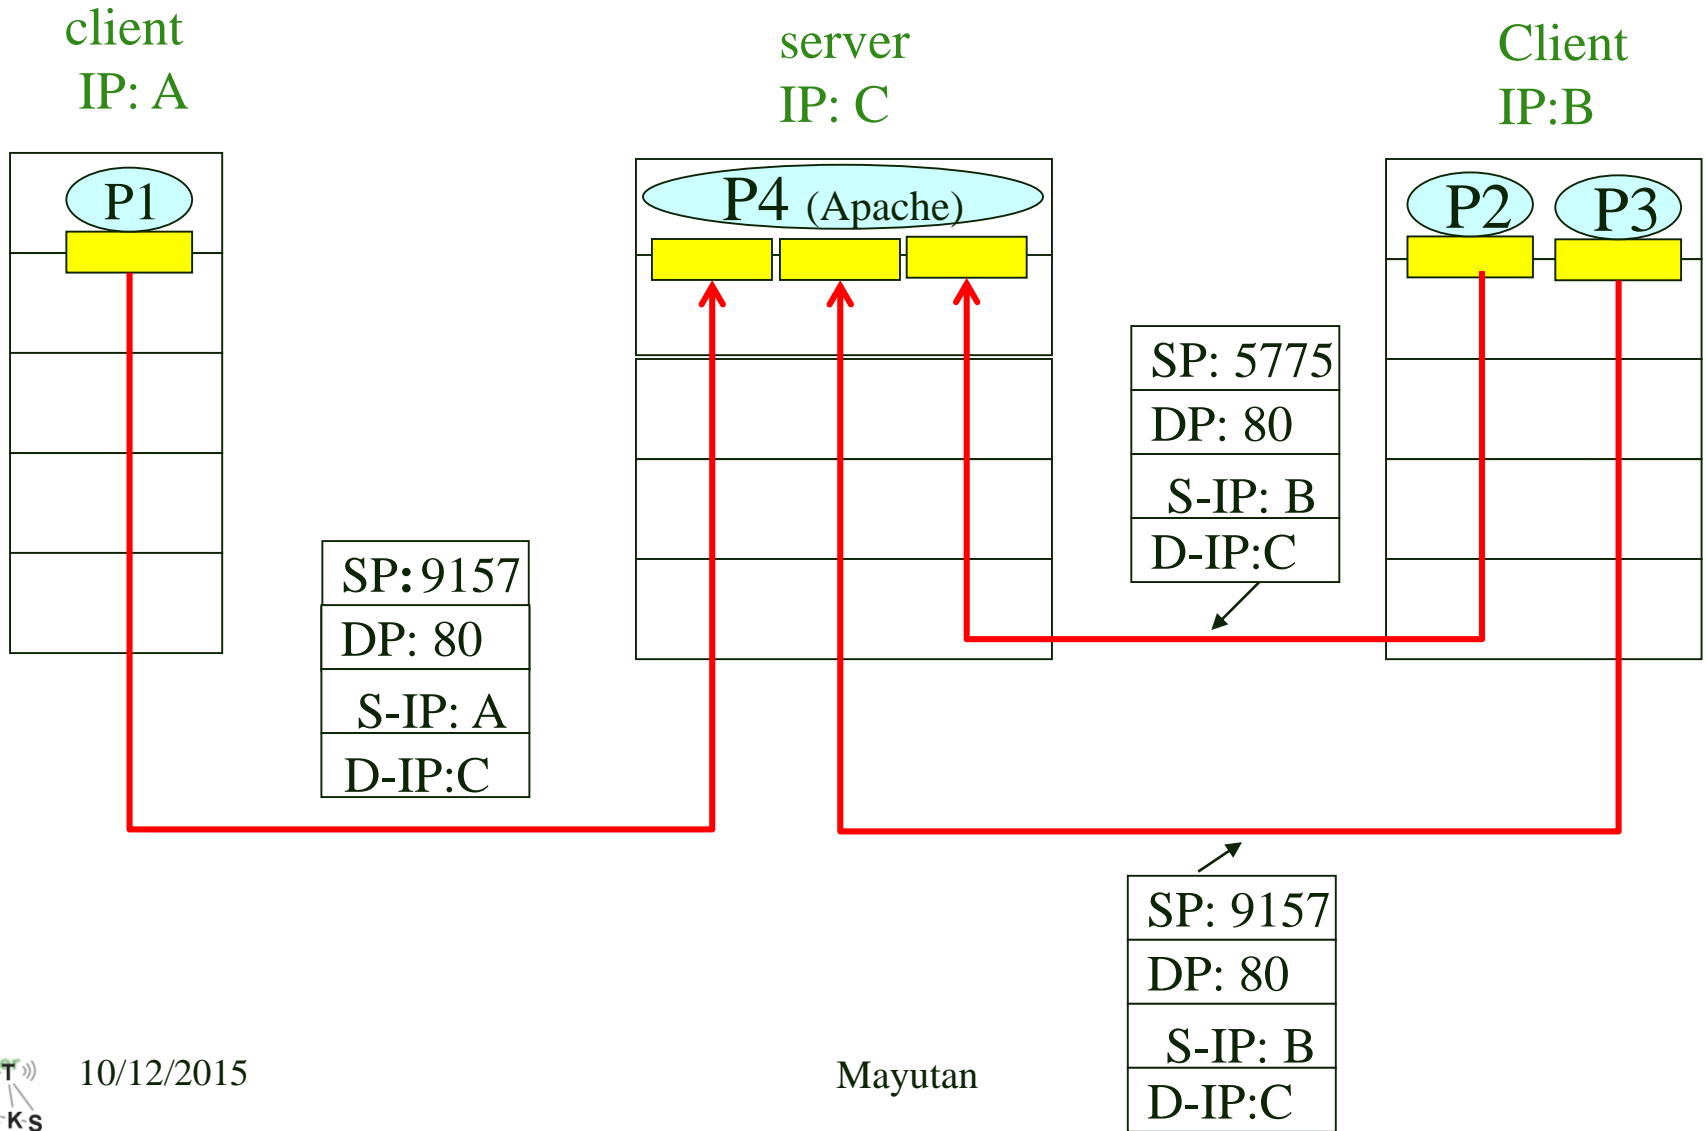 client
IP: A
server
IP: C
Client
IP:B
P1
P4 (Apache)
P2
P3
SP: 5775
DP: 80
S-IP: B
D-IP:C
SP: 9157
DP: 80
S-IP: A
D-IP:C
SP: 9157
DP: 80
S-IP: B
D-IP:C
10/12/2015
Mayutan